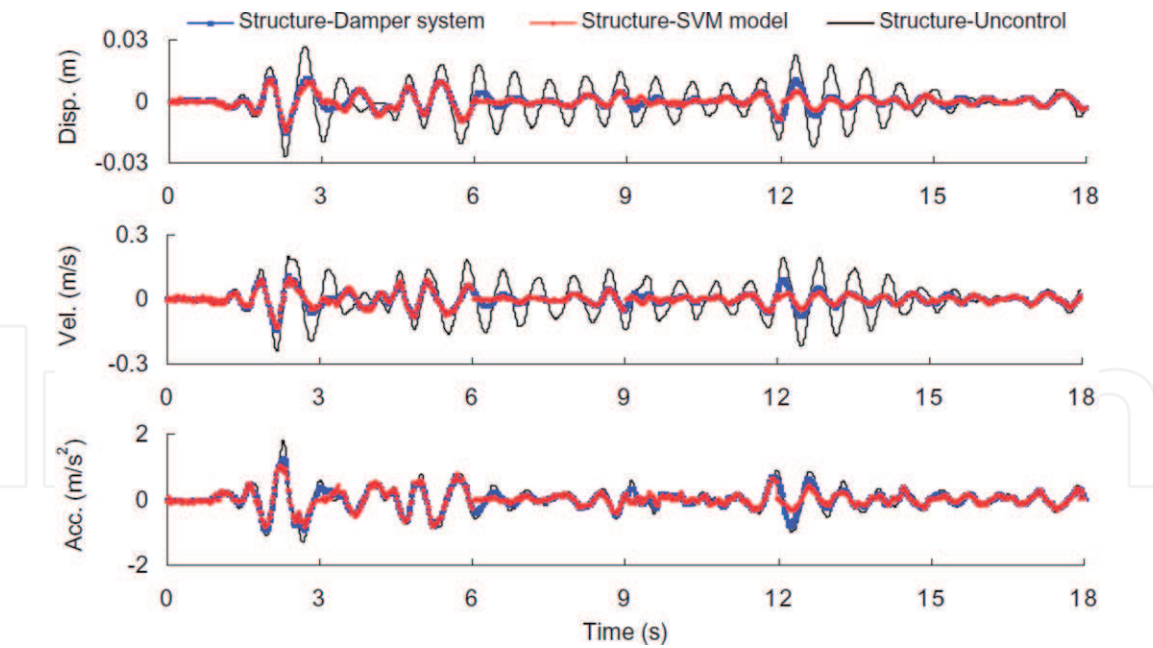 Structure-Damper system Structure-SVM model Structure-Uncontrol
0.03
Disp. (m)
0
-0.03
0 3 6 9 12 15 18
0.3
Vel. (m/s)
0
-0.3
0 3 6 9 12 15 18
2
Acc. (m/s²)
0
-2
0 3 6 9 12 15 18
Time (s)